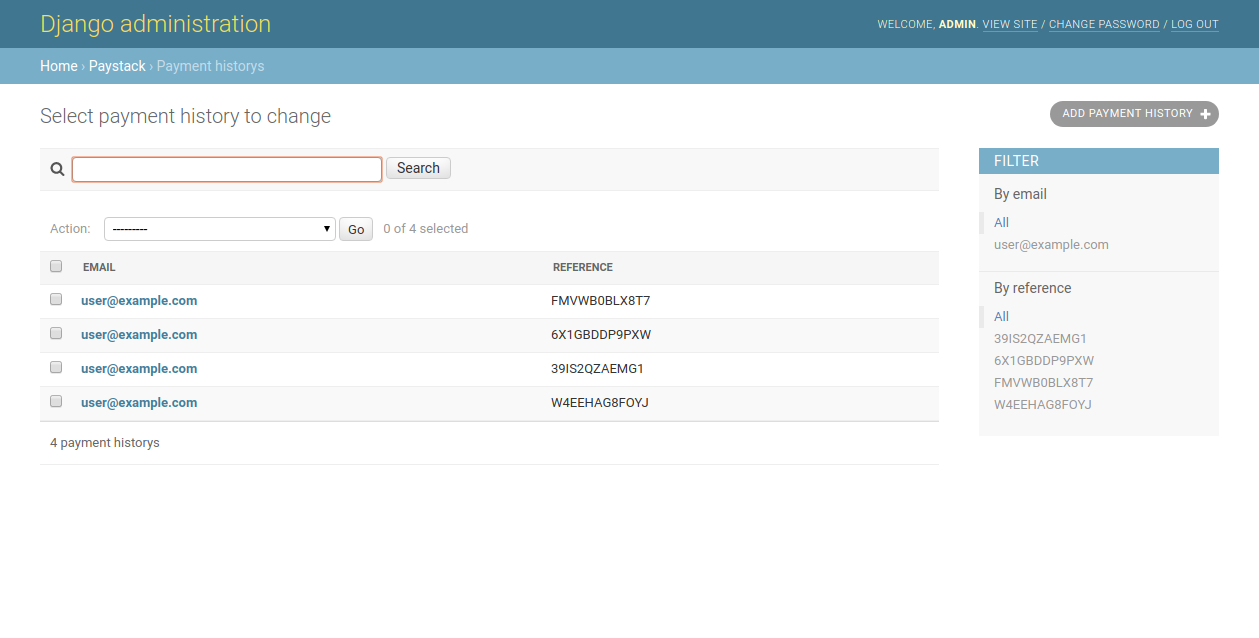 Django administration
WELCOME, ADMIN. VIEW SITE / CHANGE PASSWORD / LOG OUT
Home › Paystack › Payment historys
Select payment history to change
ADD PAYMENT HISTORY +
Search
Action: --------- Go 0 of 4 selected
EMAIL REFERENCE
user@example.com FMVWB0BLX8T7
user@example.com 6X1GBDDP9PXW
user@example.com 39IS2QZAEMG1
user@example.com W4EEHAG8FOYJ
4 payment historys
FILTER
By email
All
user@example.com
By reference
All
39IS2QZAEMG1
6X1GBDDP9PXW
FMVWB0BLX8T7
W4EEHAG8FOYJ